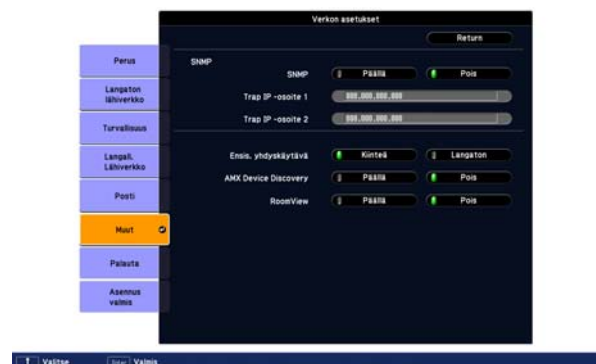 Verkon asetukset
Return
Perus
Langaton
lähiverkko
Turvallisuus
Langall.
Lähiverkko
Posti
Muut
Palauta
Asennus
valmis
SNMP
SNMP Päällä Pois
Trap IP -osoite 1
Trap IP -osoite 2
Ensis. yhdyskäytävä Kiinteä Langaton
AMX Device Discovery Päällä Pois
RoomView Päällä Pois
Valitse Enter Valmis